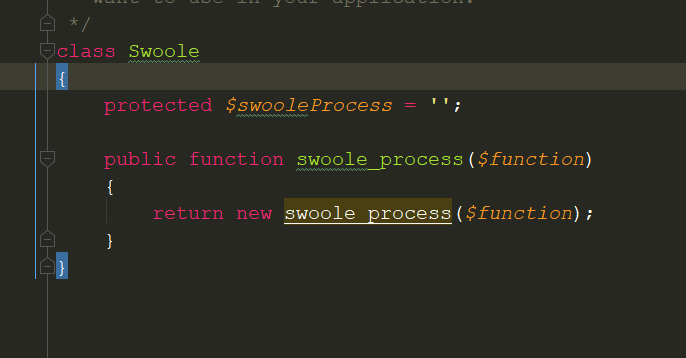 want to use in your application.
*/
class Swoole
{
protected $swooleProcess = '';
public function swoole_process($function)
{
return new swoole_process($function);
}
}